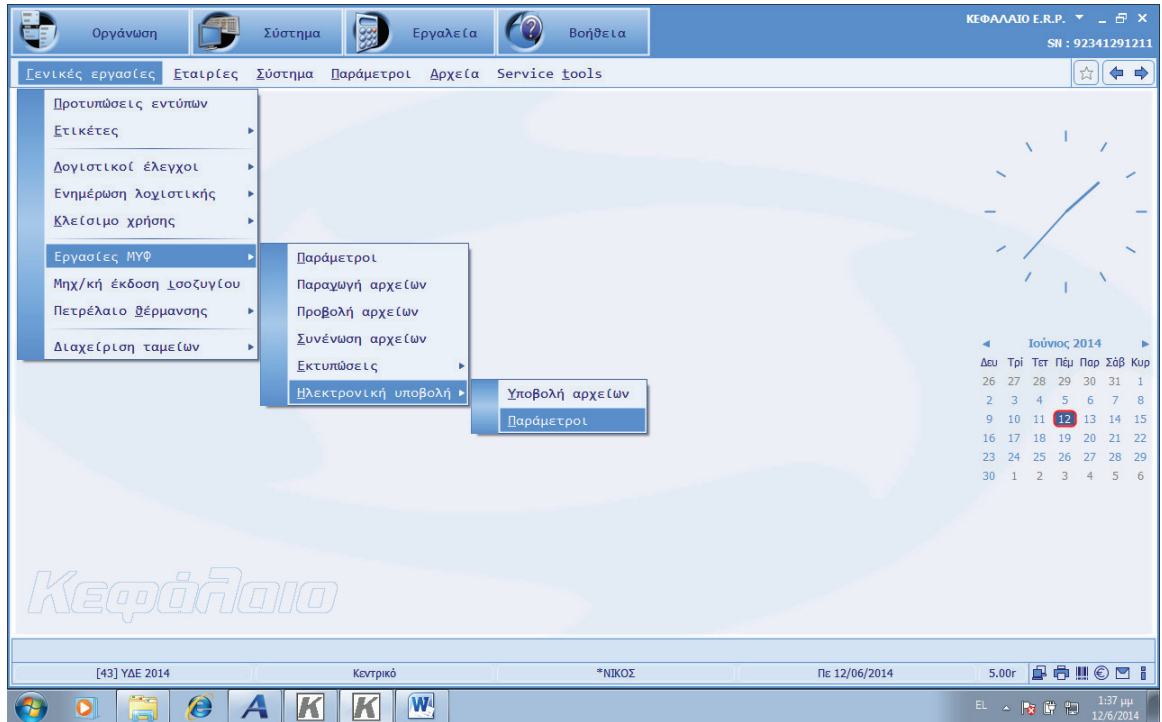 Οργάνωση Σύστημα Εργαλεία Βοήθεια ΚΕΦΑΛΑΙΟ E.R.P.
SN : 92341291211
Γενικές εργασίες Εταιρίες Σύστημα Παράμετροι Αρχεία Service tools
Προτυπώσεις εντύπων
Ετικέτες
Λογιστικοί έλεγχοι
Ενημέρωση λογιστικής
Κλείσιμο χρήσης
Εργασίες ΜΥΦ
Μηχ/κή έκδοση ισοζυγίου
Πετρέλαιο θέρμανσης
Διαχείριση ταμείων
Παράμετροι
Παραγωγή αρχείων
Προβολή αρχείων
Συνένωση αρχείων
Εκτυπώσεις
Ηλεκτρονική υποβολή
Υποβολή αρχείων
Παράμετροι
Ιούνιος 2014
Δευ Τρί Τετ Πέμ Παρ Σάβ Κυρ
26 27 28 29 30 31 1
2 3 4 5 6 7 8
9 10 11 12 13 14 15
16 17 18 19 20 21 22
23 24 25 26 27 28 29
30 1 2 3 4 5 6
Κεφάλαιο
[43] ΥΔΕ 2014 Κεντρικό *ΝΙΚΟΣ Πε 12/06/2014 5.00r
EL 1:37 μμ
12/6/2014